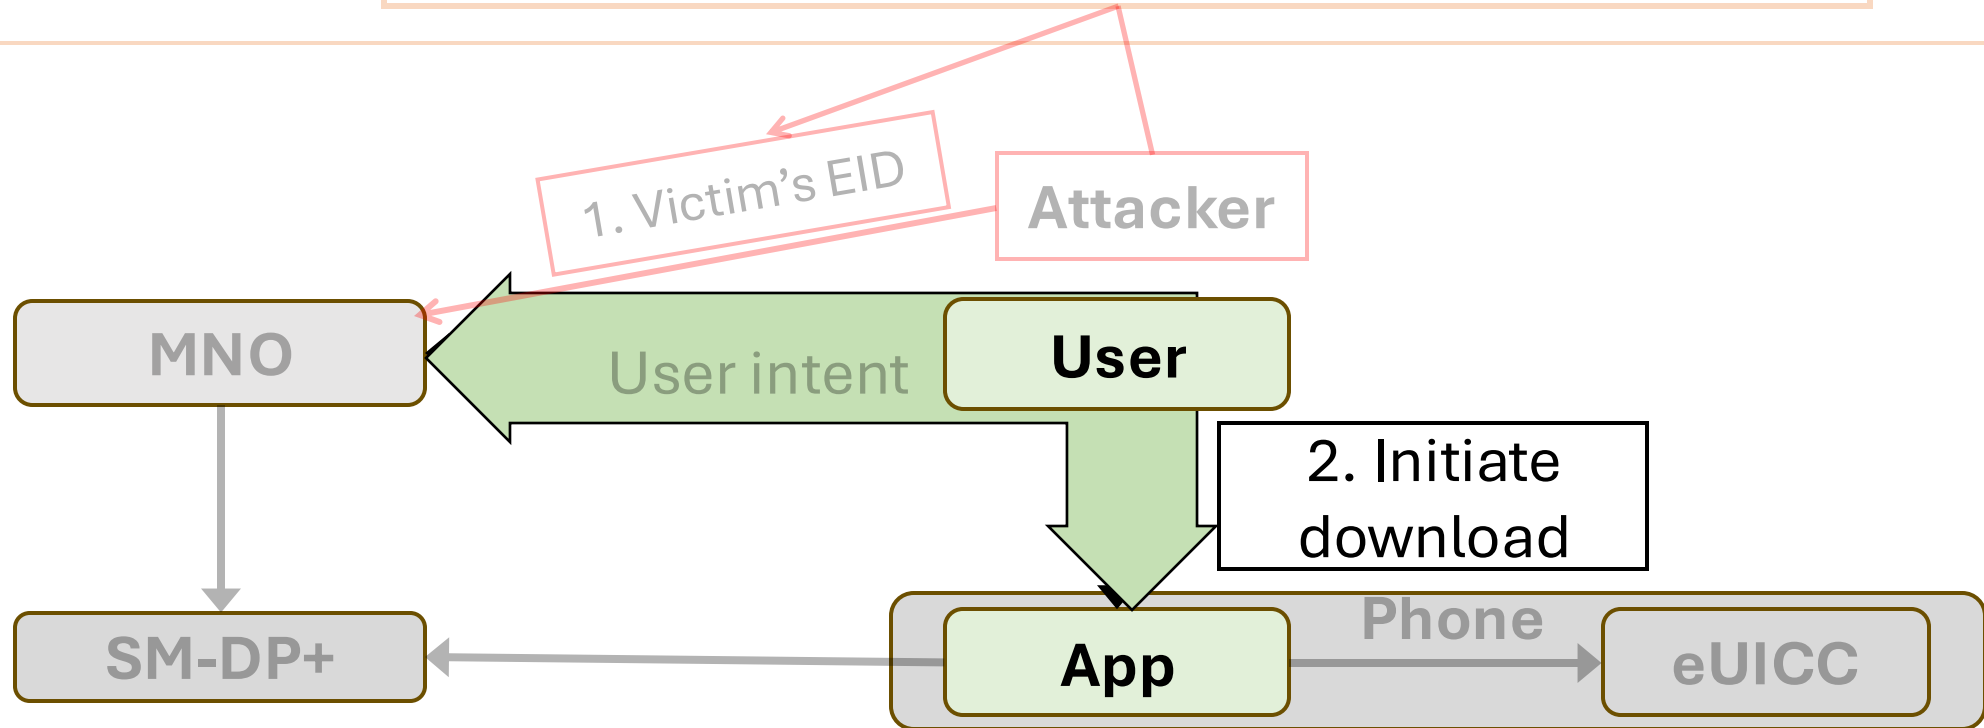 1. Victim's EID
Attacker
MNO
User intent
User
2. Initiate
download
SM-DP+
App
Phone
eUICC